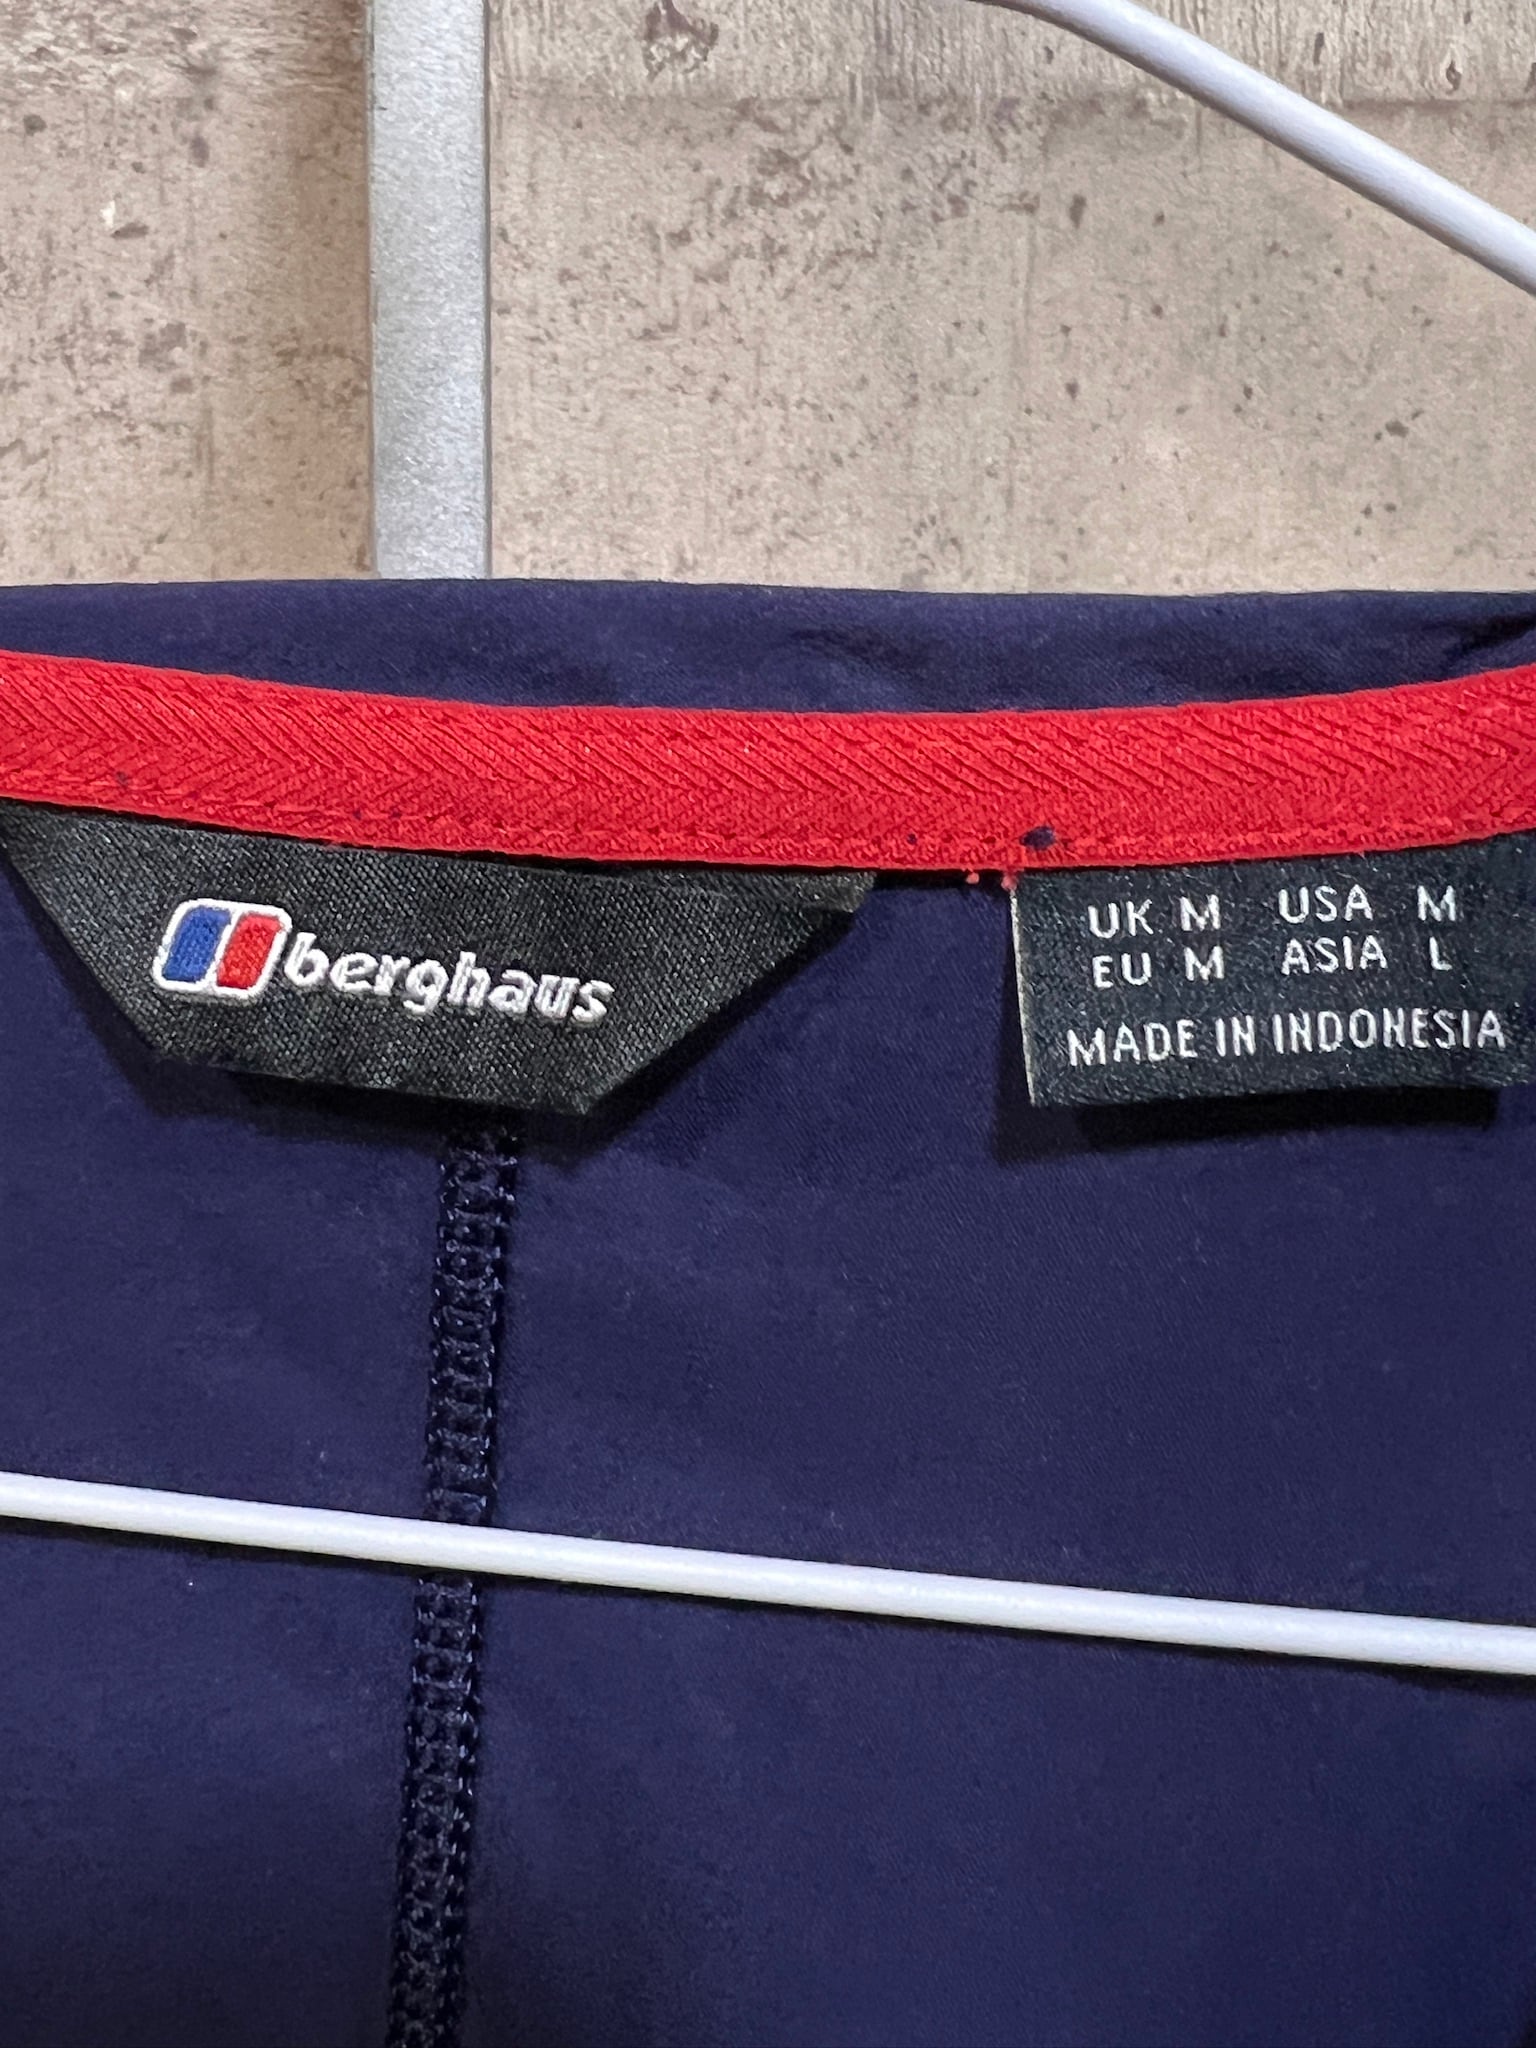 berghaus
UK M USA M
EU M ASIA L
MADE IN INDONESIA